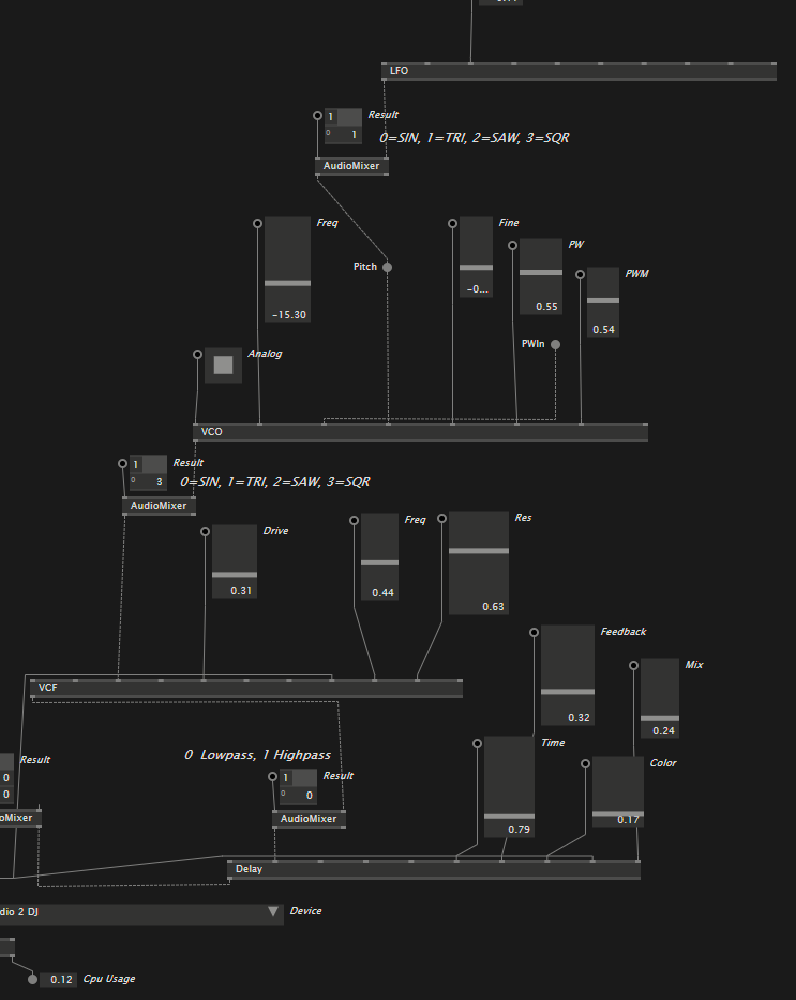 LFO
1 Result
0 1
0=SIN, 1=TRI, 2=SAW, 3=SQR
AudioMixer
Freq
Fine
PW
Pitch
PWM
-0...
0.55
-15.30
0.54
PWIn
Analog
VCO
1 Result
0 3
0=SIN, 1=TRI, 2=SAW, 3=SQR
AudioMixer
Drive
Freq
Res
0.31
0.44
0.63
Feedback
Mix
VCF
0.32
0.24
Time
0 Lowpass, 1 Highpass
Result
Color
0
1 Result
0
0 0
oMixer
AudioMixer
0.17
0.79
Delay
dio 2 DJ
Device
0.12 Cpu Usage